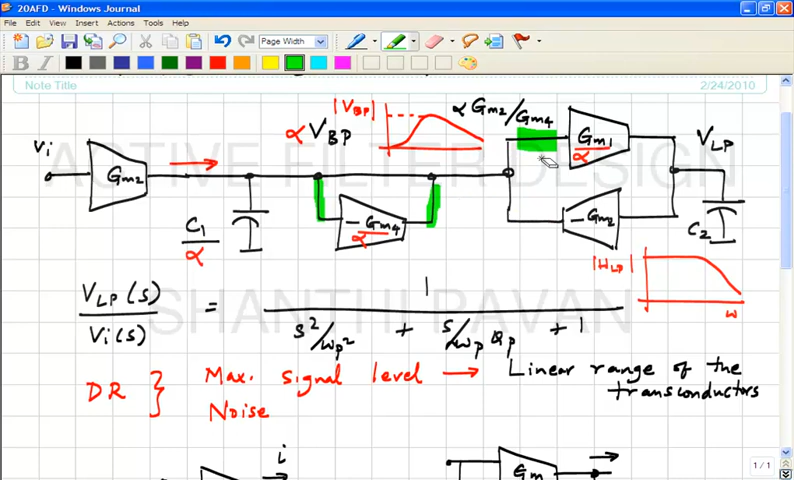 20AFD - Windows Journal
File Edit View Insert Actions Tools Help
Page Width
B I
Note Title
2/24/2010
ACTIVE FILTER DESIGN
SHANTHI PAVAN
|VBP|
α VBP
α Gm2/Gm4
Gm1
α
VLP
Vi
Gm2
C1
α
-Gm4
α
-Gm2
C2
|HLP|
ω
VLP(s)
Vi(s)
=
1
s²/ωp² + s/ωp Qp + 1
DR } Max. signal level → Linear range of the transconductors
Noise
i
Gm
1 / 1